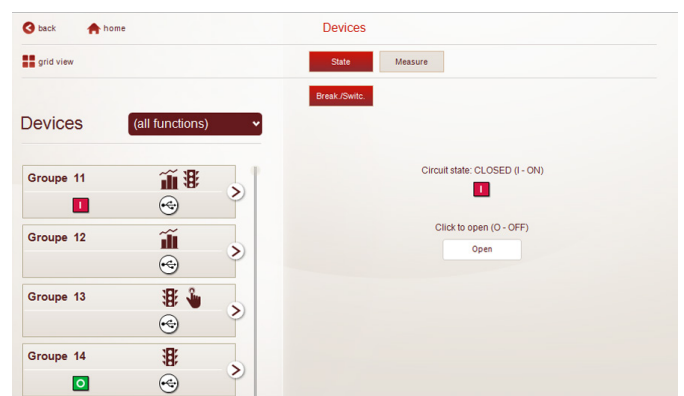 back home Devices
grid view State Measure
Break./Switc.
Devices (all functions)
Groupe 11
I
Circuit state: CLOSED (I - ON)
I
Groupe 12
Click to open (O - OFF)
Open
Groupe 13
Groupe 14
O